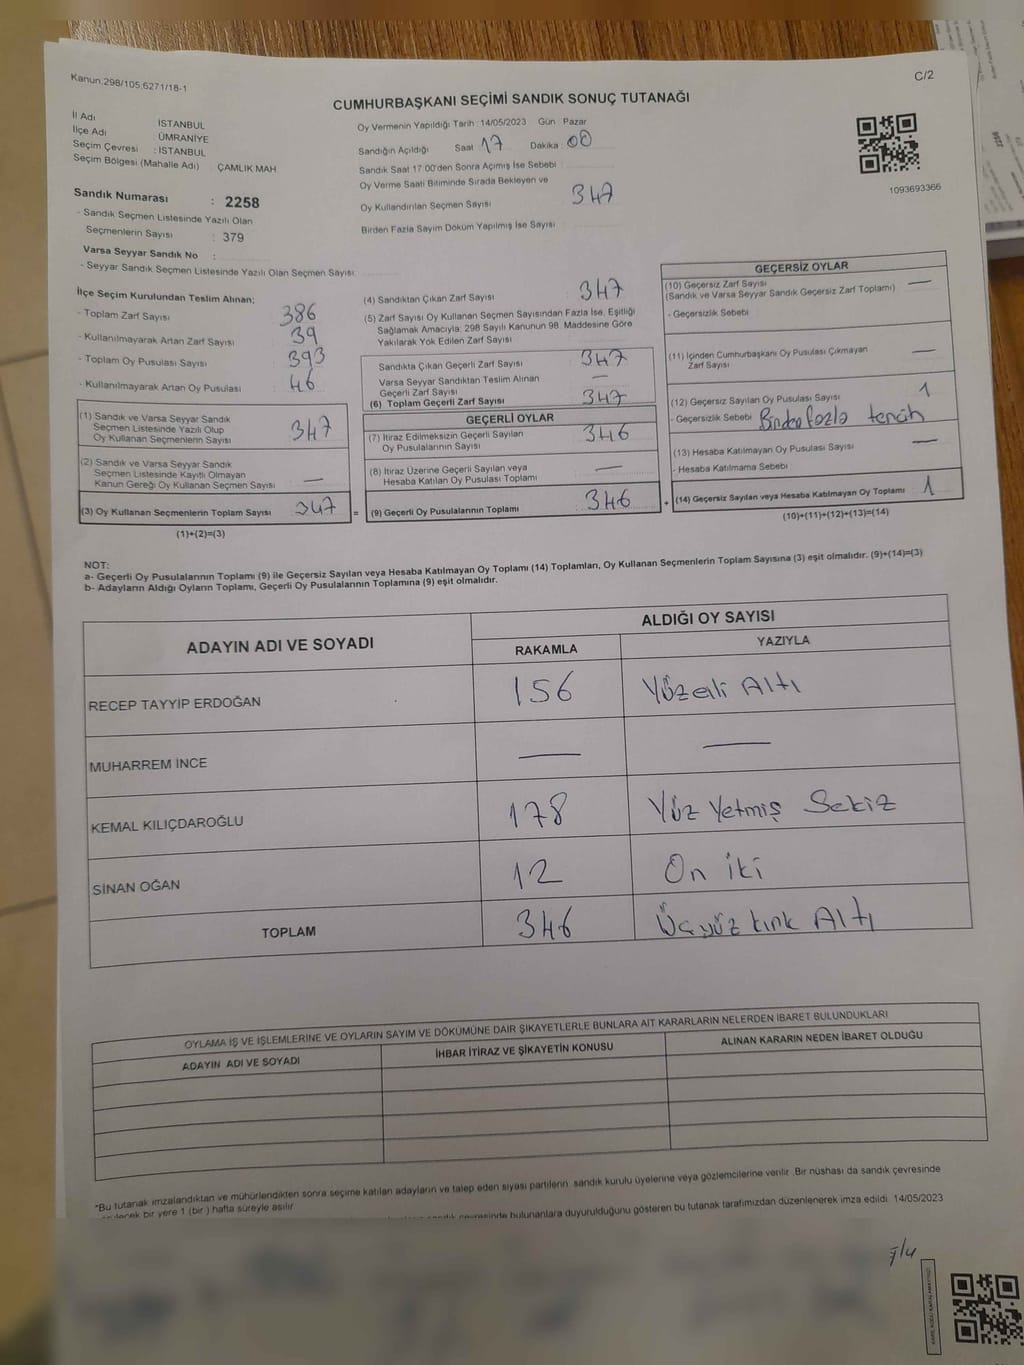 Kanun.298/105,6271/18-1
C/2
CUMHURBAŞKANI SEÇİMİ SANDIK SONUÇ TUTANAĞI
İl Adı İSTANBUL
İlçe Adı ÜMRANİYE
Seçim Çevresi : İSTANBUL
Seçim Bölgesi (Mahalle Adı) ÇAMLIK MAH
Sandık Numarası : 2258
- Sandık Seçmen Listesinde Yazılı Olan
Seçmenlerin Sayısı : 379
Varsa Seyyar Sandık No :
- Seyyar Sandık Seçmen Listesinde Yazılı Olan Seçmen Sayısı
Oy Vermenin Yapıldığı Tarih : 14/05/2023 Gün Pazar
Sandığın Açıldığı Saat 17 Dakika 00
Sandık Saat 17:00'den Sonra Açılmış İse Sebebi
Oy Verme Saati Bitiminde Sırada Bekleyen ve
Oy Kullandırılan Seçmen Sayısı 347
Birden Fazla Sayım Döküm Yapılmış İse Sayısı
1093693366
İlçe Seçim Kurulundan Teslim Alınan;
- Toplam Zarf Sayısı 386
- Kullanılmayarak Artan Zarf Sayısı 39
- Toplam Oy Pusulası Sayısı 393
- Kullanılmayarak Artan Oy Pusulası 46
(1) Sandık ve Varsa Seyyar Sandık
Seçmen Listesinde Yazılı Olup
Oy Kullanan Seçmenlerin Sayısı 347
(2) Sandık ve Varsa Seyyar Sandık
Seçmen Listesinde Kayıtlı Olmayan
Kanun Gereği Oy Kullanan Seçmen Sayısı —
(3) Oy Kullanan Seçmenlerin Toplam Sayısı 347
(1)+(2)=(3)
(4) Sandıktan Çıkan Zarf Sayısı 347
(5) Zarf Sayısı Oy Kullanan Seçmen Sayısından Fazla İse, Eşitliği
Sağlamak Amacıyla; 298 Sayılı Kanunun 98. Maddesine Göre
Yakılarak Yok Edilen Zarf Sayısı
Sandıkta Çıkan Geçerli Zarf Sayısı 347
Varsa Seyyar Sandıktan Teslim Alınan
Geçerli Zarf Sayısı —
(6) Toplam Geçerli Zarf Sayısı 347
GEÇERLİ OYLAR
(7) İtiraz Edilmeksizin Geçerli Sayılan
Oy Pusulalarının Sayısı 346
(8) İtiraz Üzerine Geçerli Sayılan veya
Hesaba Katılan Oy Pusulası Toplamı —
= (9) Geçerli Oy Pusulalarının Toplamı 346
GEÇERSİZ OYLAR
(10) Geçersiz Zarf Sayısı —
(Sandık ve Varsa Seyyar Sandık Geçersiz Zarf Toplamı)
- Geçersizlik Sebebi
(11) İçinden Cumhurbaşkanı Oy Pusulası Çıkmayan —
Zarf Sayısı
(12) Geçersiz Sayılan Oy Pusulası Sayısı 1
- Geçersizlik Sebebi Birden fazla tercih
(13) Hesaba Katılmayan Oy Pusulası Sayısı —
- Hesaba Katılmama Sebebi
+ (14) Geçersiz Sayılan veya Hesaba Katılmayan Oy Toplamı 1
(10)+(11)+(12)+(13)=(14)
NOT:
a- Geçerli Oy Pusulalarının Toplamı (9) ile Geçersiz Sayılan veya Hesaba Katılmayan Oy Toplamı (14) Toplamları, Oy Kullanan Seçmenlerin Toplam Sayısına (3) eşit olmalıdır. (9)+(14)=(3)
b- Adayların Aldığı Oyların Toplamı, Geçerli Oy Pusulalarının Toplamına (9) eşit olmalıdır.
ADAYIN ADI VE SOYADI ALDIĞI OY SAYISI
RAKAMLA YAZIYLA
RECEP TAYYİP ERDOĞAN 156 Yüzelli Altı
MUHARREM İNCE — —
KEMAL KILIÇDAROĞLU 178 Yüz Yetmiş Sekiz
SİNAN OĞAN 12 On iki
TOPLAM 346 Üçyüz kırk Altı
OYLAMA İŞ VE İŞLEMLERİNE VE OYLARIN SAYIM VE DÖKÜMÜNE DAİR ŞİKAYETLERLE BUNLARA AİT KARARLARIN NELERDEN İBARET BULUNDUKLARI
ADAYIN ADI VE SOYADI İHBAR İTİRAZ VE ŞİKAYETİN KONUSU ALINAN KARARIN NEDEN İBARET OLDUĞU
*Bu tutanak imzalandıktan ve mühürlendikten sonra seçime katılan adayların ve talep eden siyasi partilerin sandık kurulu üyelerine veya gözlemcilerine verilir. Bir nüshası da sandık çevresinde
bir yere 1 (bir ) hafta süreyle asılır
bulunanlara duyurulduğunu gösteren bu tutanak tarafımızdan düzenlenerek imza edildi. 14/05/2023